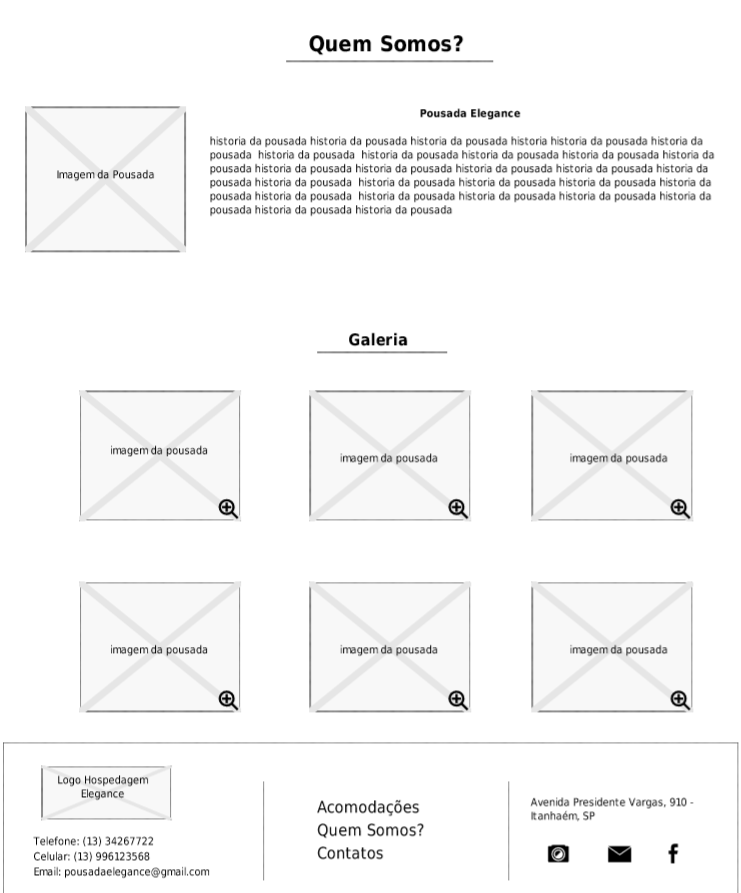 Quem Somos?
Imagem da Pousada
Pousada Elegance
historia da pousada historia da pousada historia da pousada historia historia da pousada historia da
pousada  historia da pousada  historia da pousada historia da pousada historia da pousada historia da
pousada historia da pousada historia da pousada historia da pousada historia da pousada historia da
pousada historia da pousada  historia da pousada historia da pousada historia da pousada historia da
pousada historia da pousada  historia da pousada historia da pousada historia da pousada historia da
pousada historia da pousada historia da pousada
Galeria
imagem da pousada
imagem da pousada
imagem da pousada
imagem da pousada
imagem da pousada
imagem da pousada
Logo Hospedagem
Elegance
Telefone: (13) 34267722
Celular: (13) 996123568
Email: pousadaelegance@gmail.com
Acomodações
Quem Somos?
Contatos
Avenida Presidente Vargas, 910 -
Itanhaém, SP